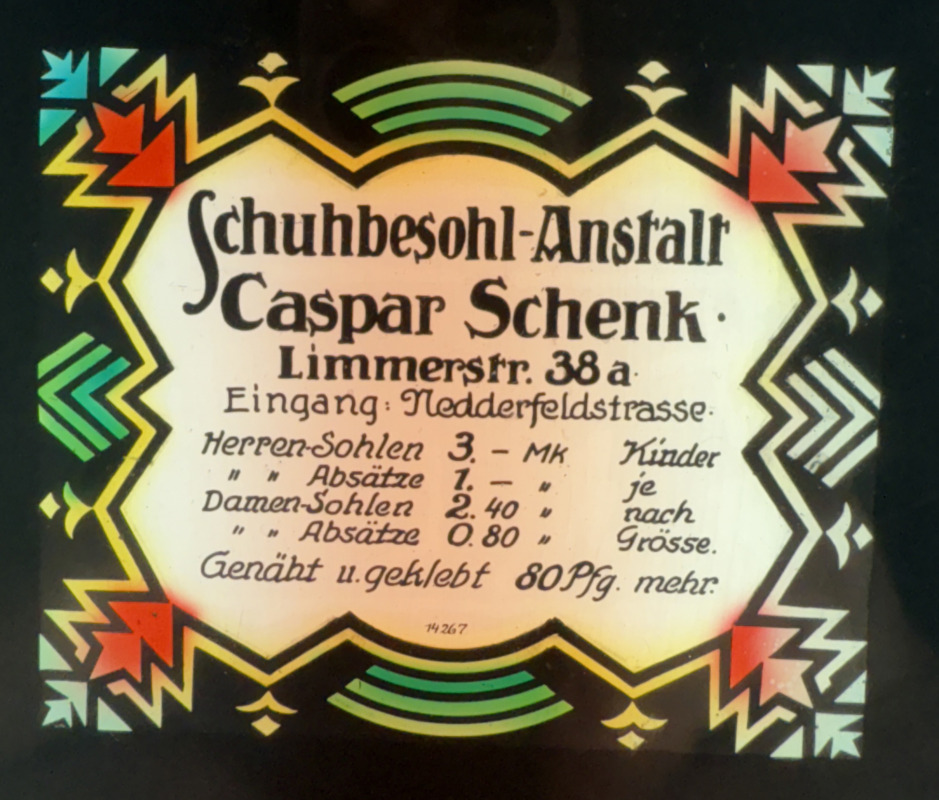 Schuhbesohl-Anstalt
Caspar Schenk.
Limmerstr. 38a.
Eingang: Nedderfeldstrasse.
Herren-Sohlen 3.— Mk Kinder
" " Absätze 1.— " je
Damen-Sohlen 2.40 " nach
" " Absätze 0.80 " Grösse.
Genäht u. geklebt 80 Pfg. mehr.
14267